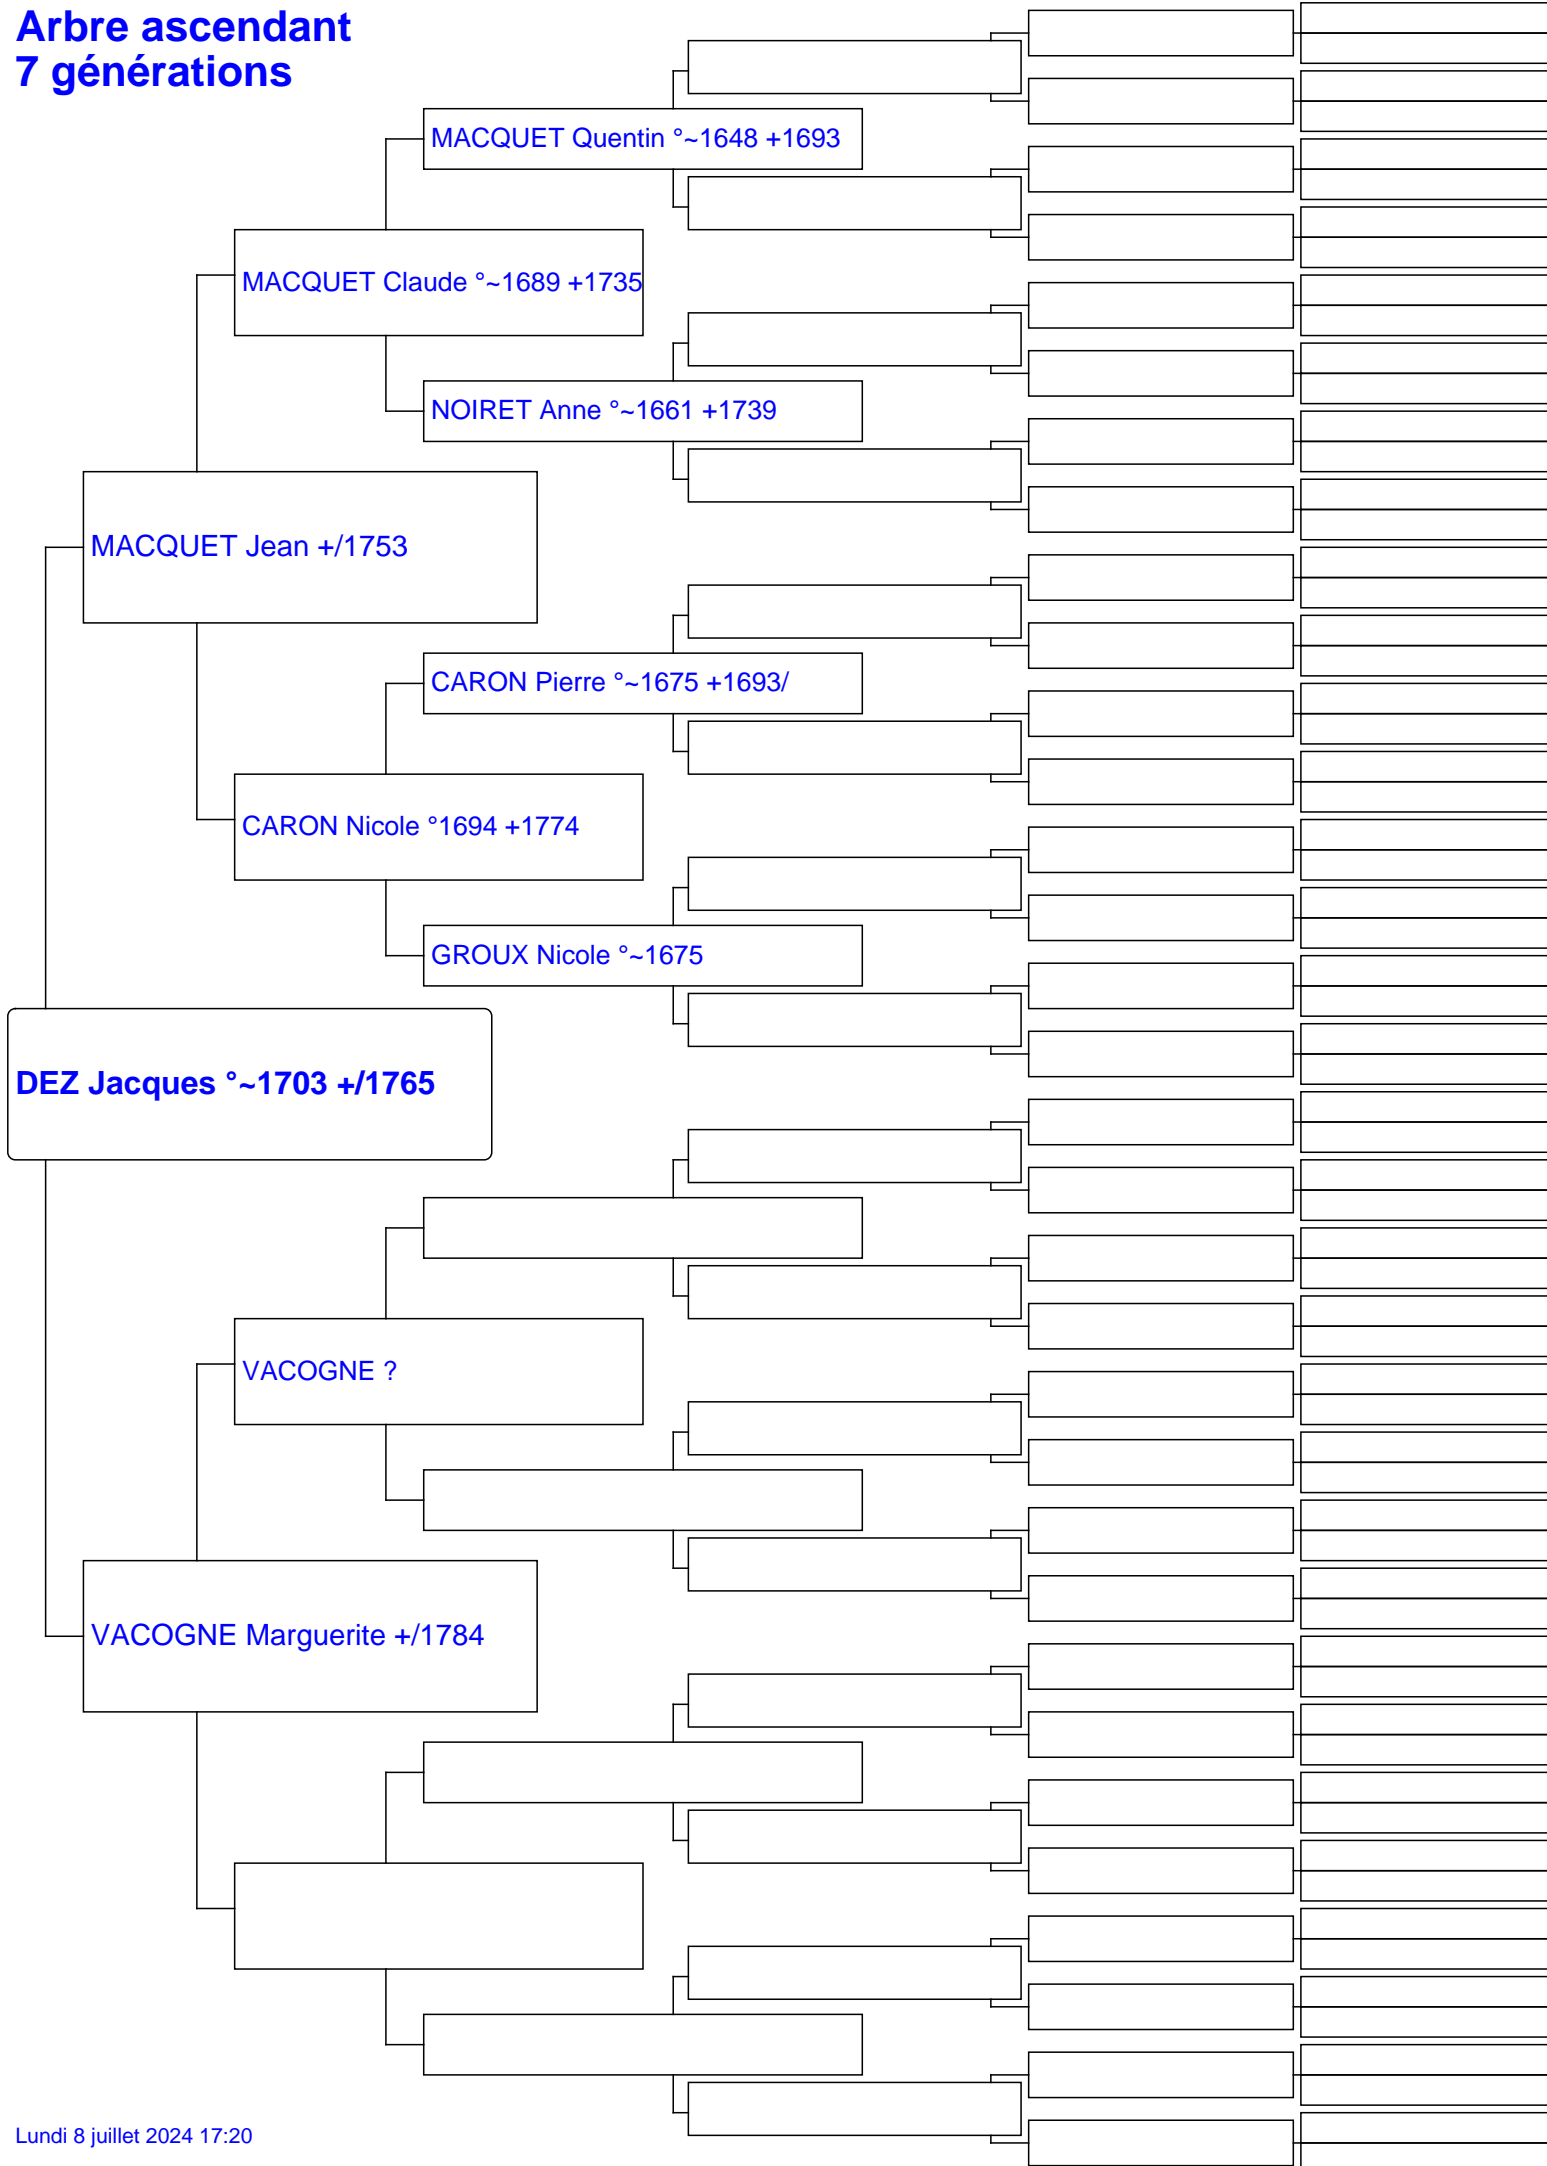 Arbre ascendant
7 générations
MACQUET Quentin °~1648 +1693
MACQUET Claude °~1689 +1735
NOIRET Anne °~1661 +1739
MACQUET Jean +/1753
CARON Pierre °~1675 +1693/
CARON Nicole °1694 +1774
GROUX Nicole °~1675
DEZ Jacques °~1703 +/1765
VACOGNE ?
VACOGNE Marguerite +/1784
Lundi 8 juillet 2024 17:20